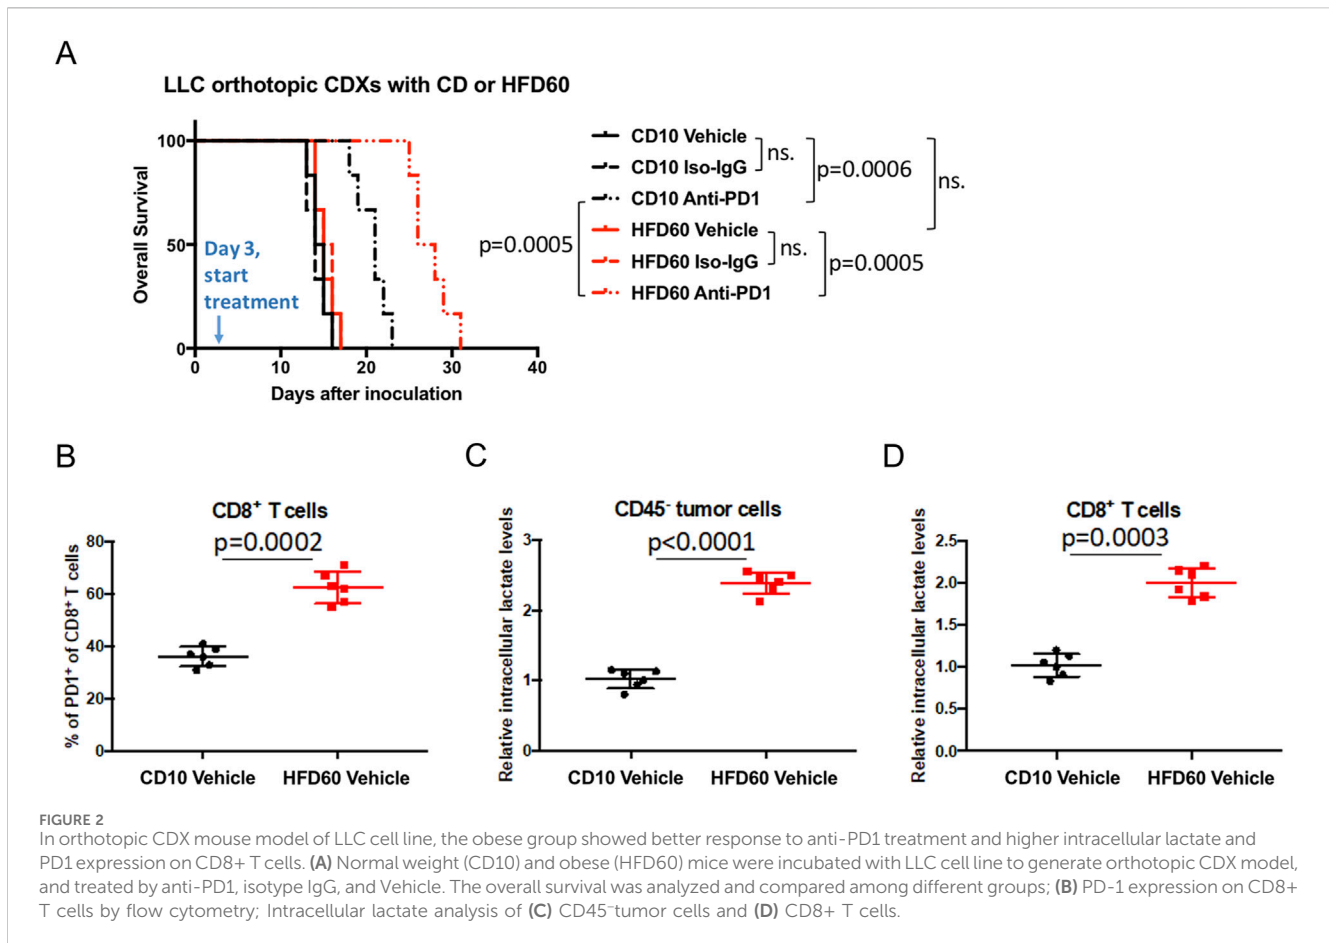 A
LLC orthotopic CDXs with CD or HFD60
Overall Survival
100
50
0
Day 3,
start
treatment
0 10 20 30 40
Days after inoculation
CD10 Vehicle
CD10 Iso-IgG
CD10 Anti-PD1
HFD60 Vehicle
HFD60 Iso-IgG
HFD60 Anti-PD1
ns.
p=0.0006
ns.
p=0.0005
ns.
p=0.0005
B
CD8⁺ T cells
p=0.0002
% of PD1⁺ of CD8⁺ T cells
80
60
40
20
0
CD10 Vehicle HFD60 Vehicle
C
CD45⁻ tumor cells
p<0.0001
Relative intracellular lactate levels
3
2
1
0
CD10 Vehicle HFD60 Vehicle
D
CD8⁺ T cells
p=0.0003
Relative intracellular lactate levels
2.5
2.0
1.5
1.0
0.5
0.0
CD10 Vehicle HFD60 Vehicle
FIGURE 2
In orthotopic CDX mouse model of LLC cell line, the obese group showed better response to anti-PD1 treatment and higher intracellular lactate and
PD1 expression on CD8+ T cells. (A) Normal weight (CD10) and obese (HFD60) mice were incubated with LLC cell line to generate orthotopic CDX model,
and treated by anti-PD1, isotype IgG, and Vehicle. The overall survival was analyzed and compared among different groups; (B) PD-1 expression on CD8+
T cells by flow cytometry; Intracellular lactate analysis of (C) CD45⁻tumor cells and (D) CD8+ T cells.